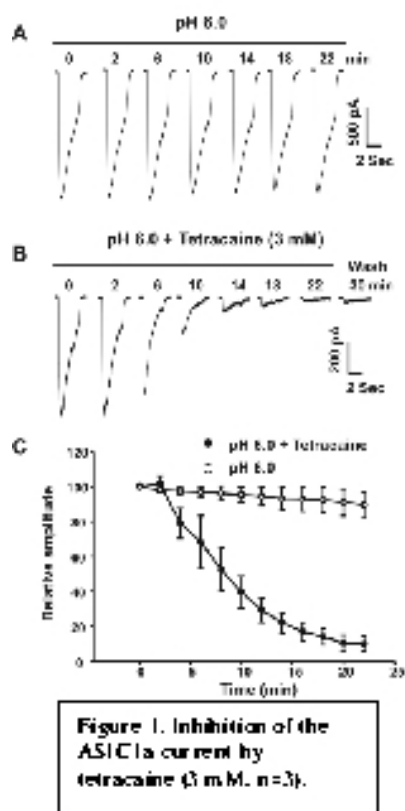 A
pH 6.0
0 2 6 10 14 18 22 min
500 pA
2 Sec
pH 6.0 + Tetracaine (3 mM)
B
Wash
0 2 6 10 14 18 22 30 min
200 pA
2 Sec
C
pH 6.0 + Tetracaine
pH 6.0
Relative amplitude
120
100
80
60
40
20
0
0 5 10 15 20 25
Time (min)
Figure 1. Inhibition of the
ASIC1a current by
tetracaine (3 mM, n=3).